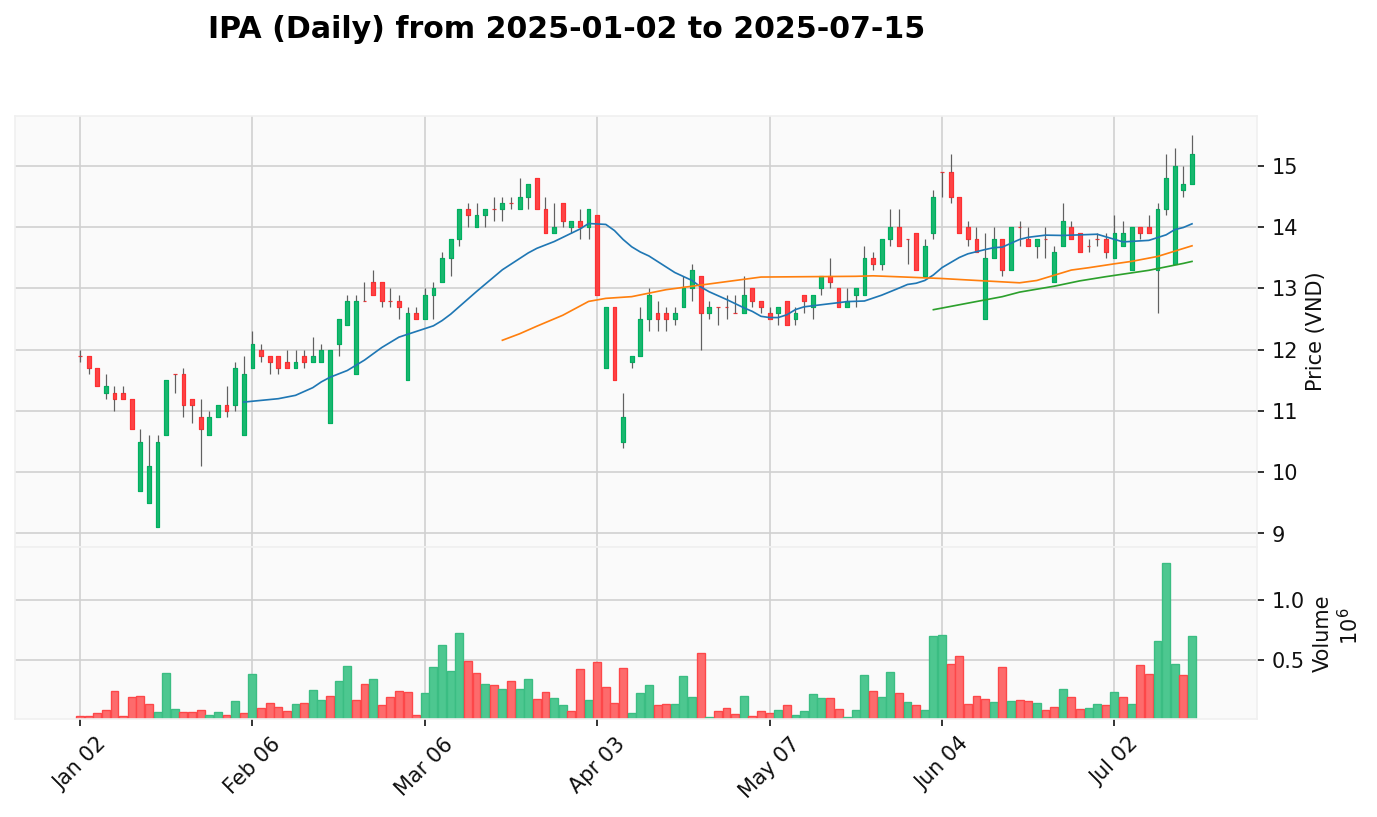 IPA (Daily) from 2025-01-02 to 2025-07-15
15
14
13
12
11
10
9
Price (VND)
1.0
0.5
Volume
10⁶
Jan 02
Feb 06
Mar 06
Apr 03
May 07
Jun 04
Jul 02